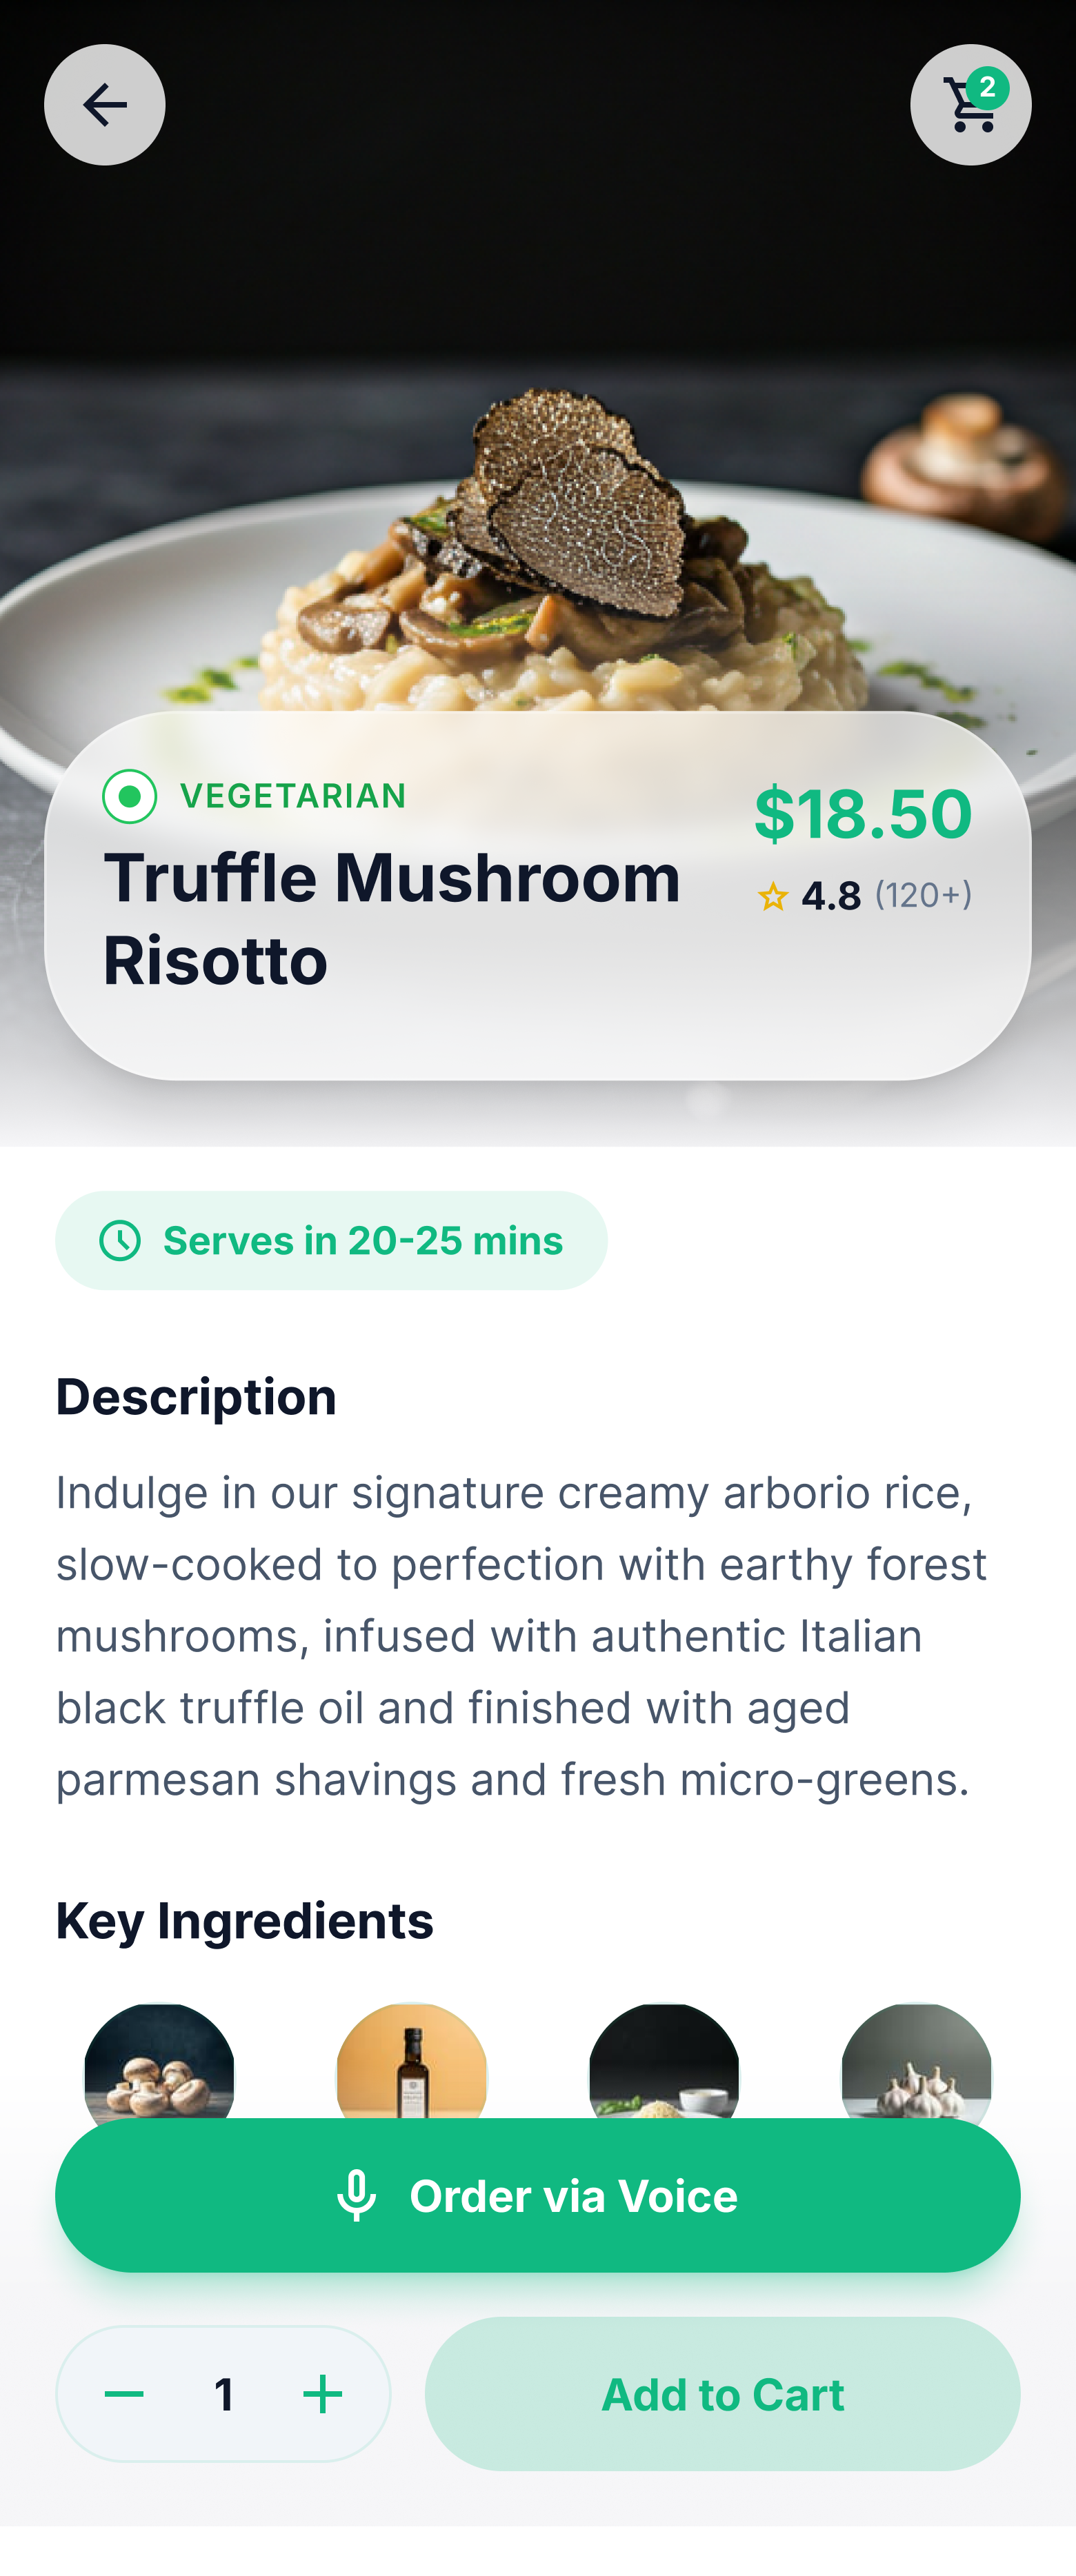 2
VEGETARIAN
Truffle Mushroom
Risotto
$18.50
4.8 (120+)
Serves in 20-25 mins
Description
Indulge in our signature creamy arborio rice,
slow-cooked to perfection with earthy forest
mushrooms, infused with authentic Italian
black truffle oil and finished with aged
parmesan shavings and fresh micro-greens.
Key Ingredients
Order via Voice
1
Add to Cart